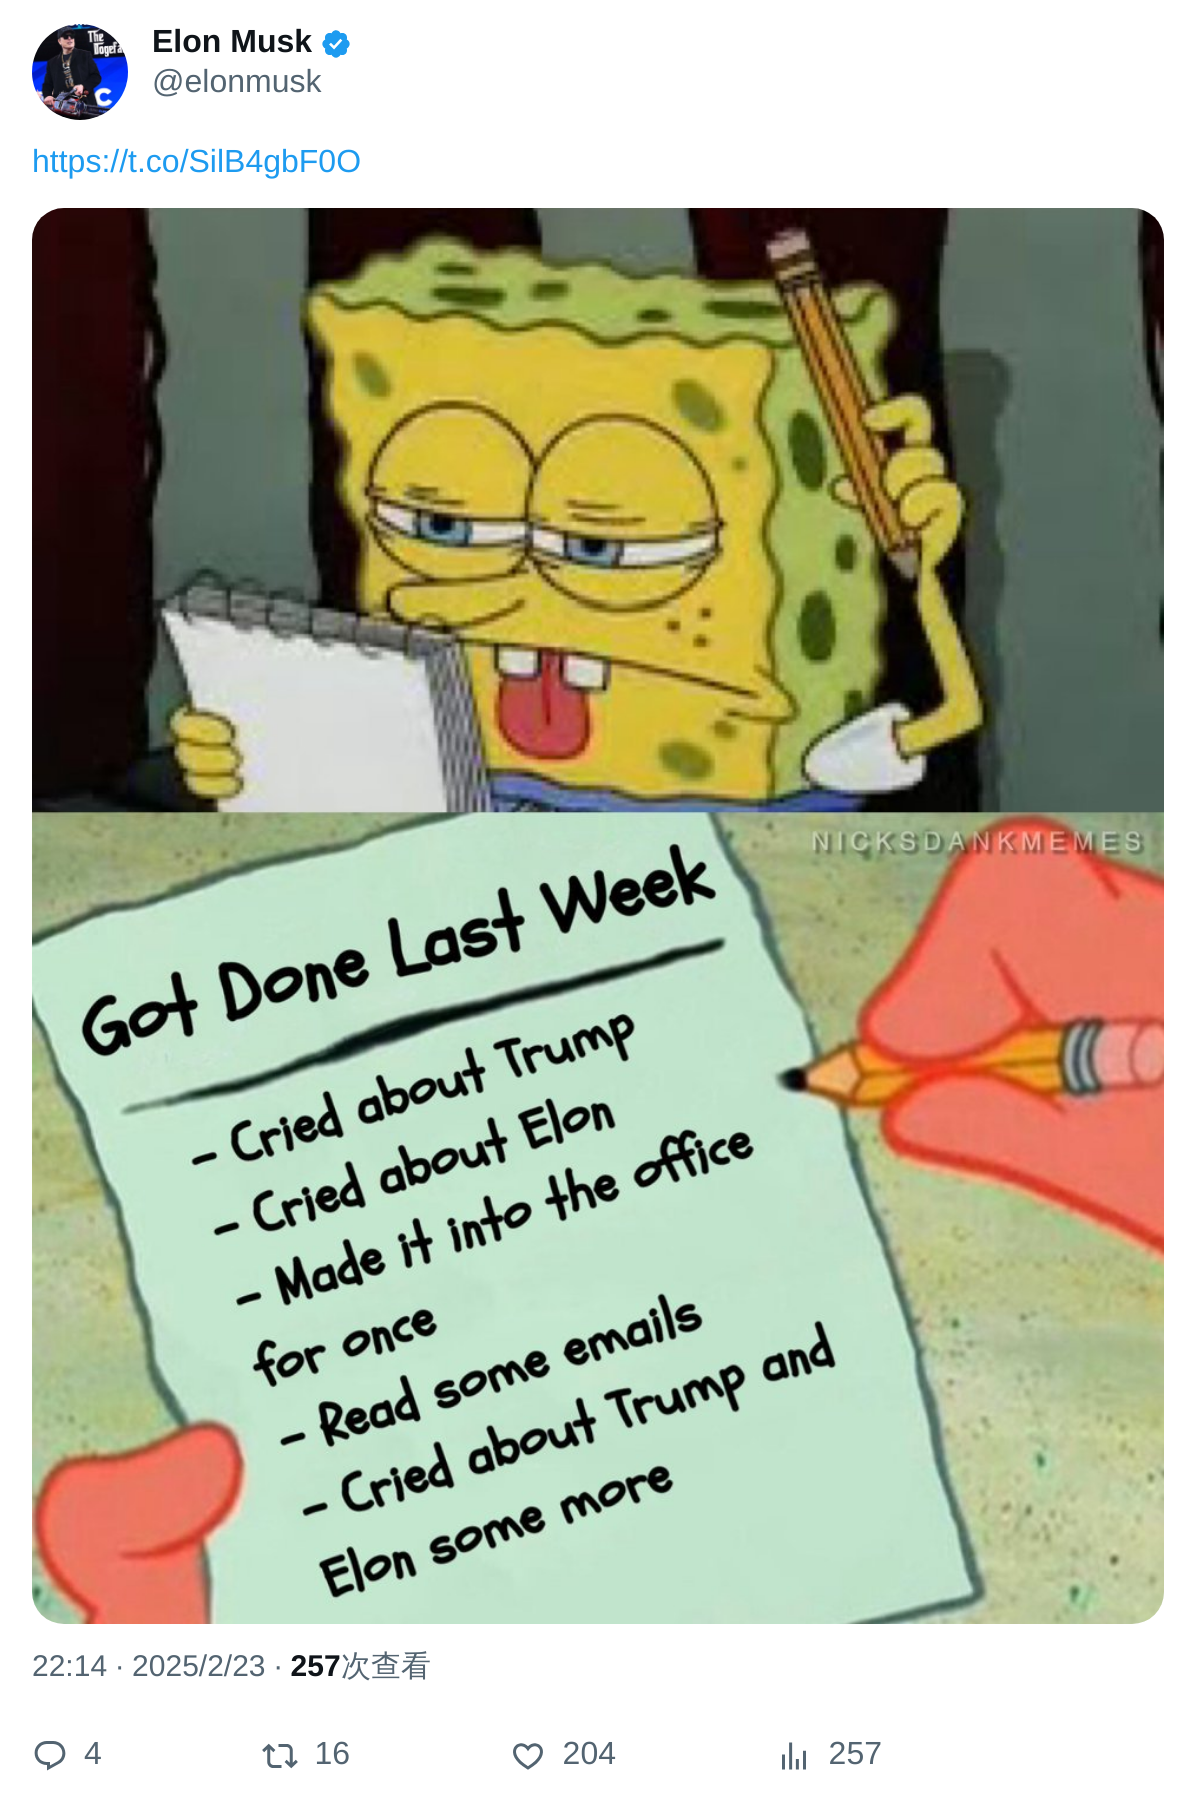 The
Dogefa
C
Elon Musk
@elonmusk
https://t.co/SilB4gbF0O
NICKSDANKMEMES
Got Done Last Week
- Cried about Trump
- Cried about Elon
- Made it into the office
for once
- Read some emails
- Cried about Trump and
Elon some more
22:14 · 2025/2/23 · 257次查看
4 16 204 257